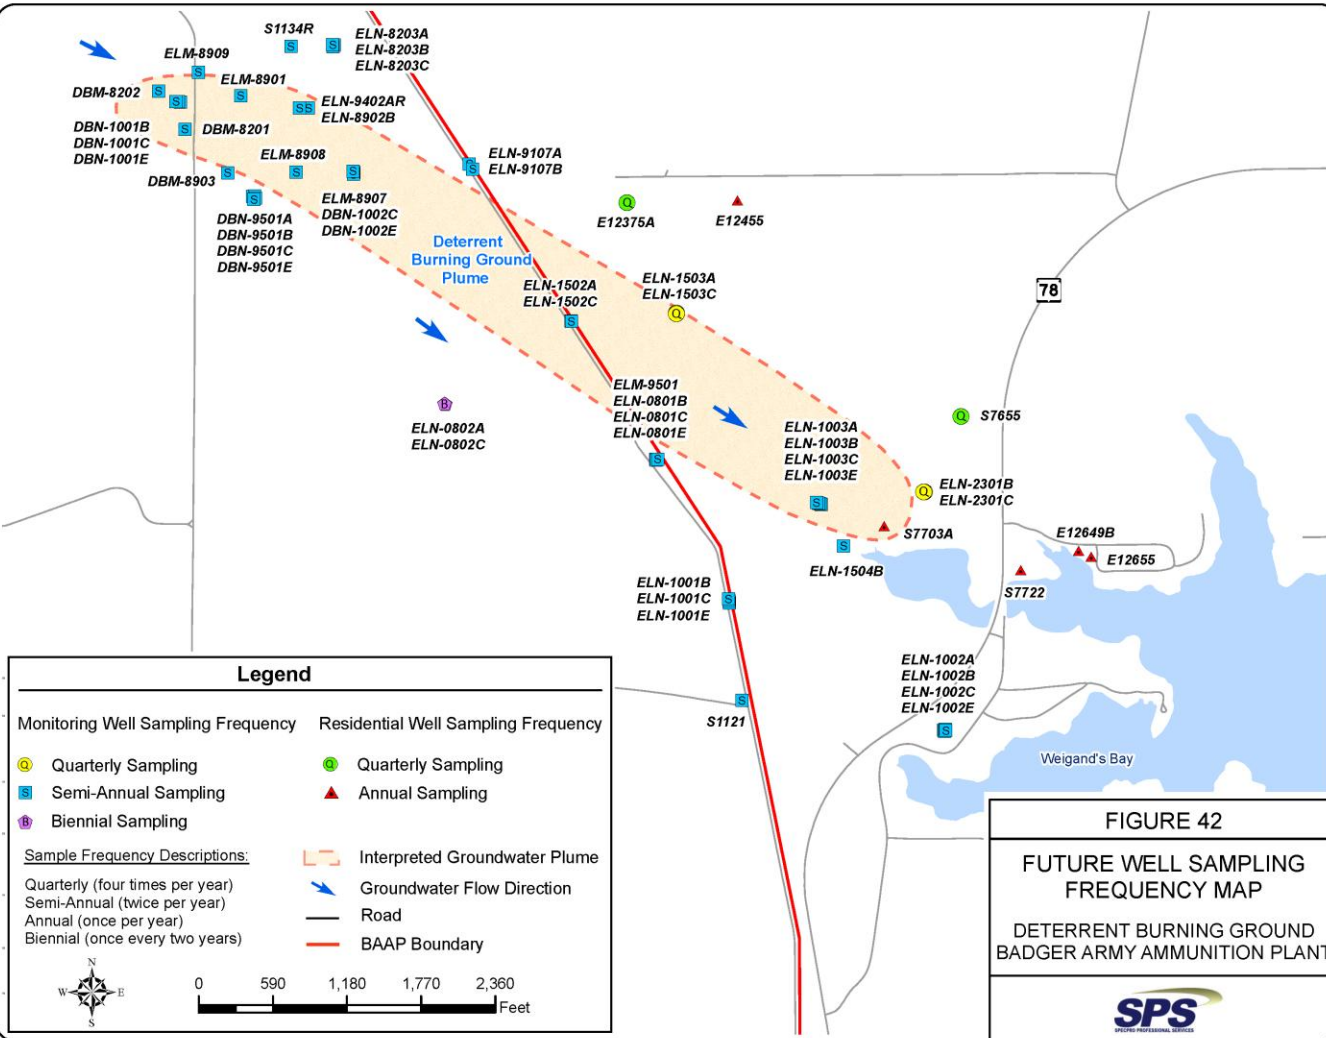 S1134R
ELN-8203A
ELN-8203B
ELN-8203C
ELM-8909
ELM-8901
DBM-8202
ELN-9402AR
ELN-8902B
DBN-1001B
DBN-1001C
DBN-1001E
DBM-8201
ELM-8908
ELN-9107A
ELN-9107B
DBM-8903
ELM-8907
DBN-1002C
DBN-1002E
DBN-9501A
DBN-9501B
DBN-9501C
DBN-9501E
E12375A
E12455
Deterrent
Burning Ground
Plume
ELN-1502A
ELN-1502C
ELN-1503A
ELN-1503C
78
ELM-9501
ELN-0801B
ELN-0801C
ELN-0801E
ELN-0802A
ELN-0802C
ELN-1003A
ELN-1003B
ELN-1003C
ELN-1003E
S7655
ELN-2301B
ELN-2301C
S7703A
E12649B
E12655
ELN-1504B
S7722
ELN-1001B
ELN-1001C
ELN-1001E
ELN-1002A
ELN-1002B
ELN-1002C
ELN-1002E
S1121
Weigand's Bay
Legend
Monitoring Well Sampling Frequency
Q Quarterly Sampling
S Semi-Annual Sampling
B Biennial Sampling
Residential Well Sampling Frequency
Q Quarterly Sampling
Annual Sampling
Sample Frequency Descriptions:
Quarterly (four times per year)
Semi-Annual (twice per year)
Annual (once per year)
Biennial (once every two years)
Interpreted Groundwater Plume
Groundwater Flow Direction
Road
BAAP Boundary
N
W E
S
0 590 1,180 1,770 2,360
Feet
FIGURE 42
FUTURE WELL SAMPLING
FREQUENCY MAP
DETERRENT BURNING GROUND
BADGER ARMY AMMUNITION PLANT
SPS
SPECPRO PROFESSIONAL SERVICES